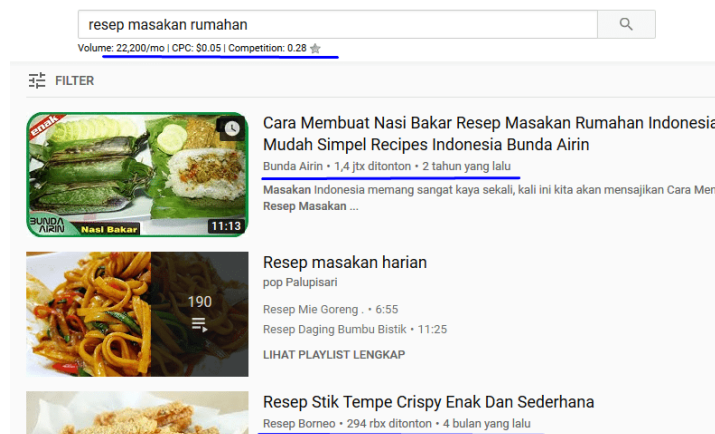 resep masakan rumahan
Volume: 22,200/mo | CPC: $0.05 | Competition: 0.28
FILTER
enak
BUNDA
AIRIN
Nasi Bakar
11:13
Cara Membuat Nasi Bakar Resep Masakan Rumahan Indonesia
Mudah Simpel Recipes Indonesia Bunda Airin
Bunda Airin • 1,4 jtx ditonton • 2 tahun yang lalu
Masakan Indonesia memang sangat kaya sekali, kali ini kita akan mensajikan Cara Mem
Resep Masakan ...
190
Resep masakan harian
pop Palupisari
Resep Mie Goreng . • 6:55
Resep Daging Bumbu Bistik • 11:25
LIHAT PLAYLIST LENGKAP
Resep Stik Tempe Crispy Enak Dan Sederhana
Resep Borneo • 294 rbx ditonton • 4 bulan yang lalu